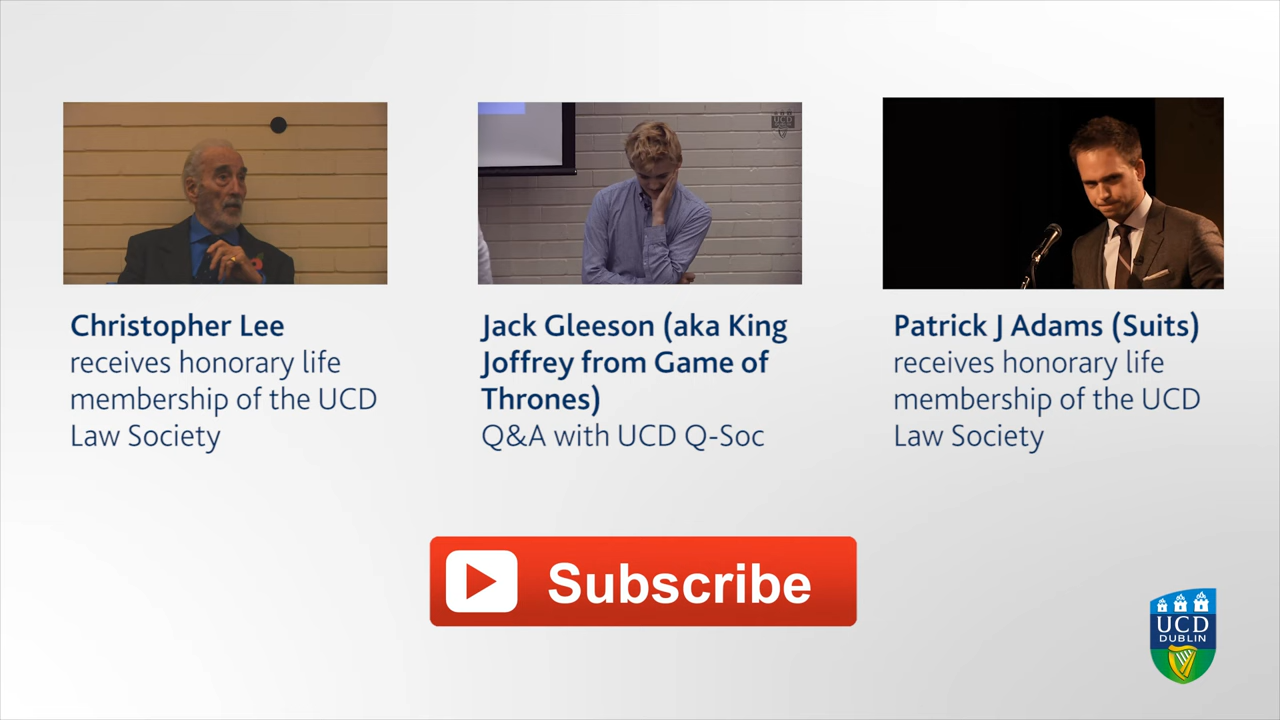 Christopher Lee
receives honorary life
membership of the UCD
Law Society
UCD
Jack Gleeson (aka King
Joffrey from Game of
Thrones)
Q&A with UCD Q-Soc
Patrick J Adams (Suits)
receives honorary life
membership of the UCD
Law Society
Subscribe
UCD
DUBLIN